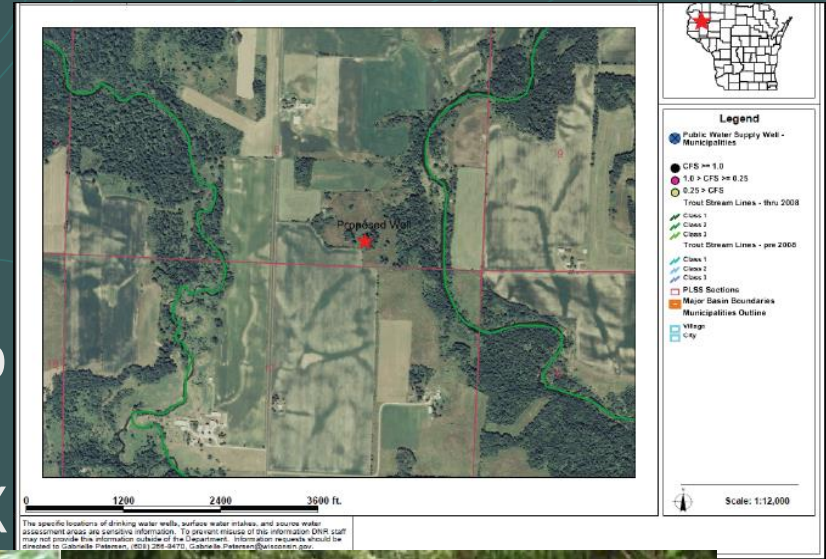 Proposed Well
Legend
Public Water Supply Well -
Municipalities
CFS >= 1.0
1.0 > CFS >= 0.25
0.25 > CFS
Trout Stream Lines - thru 2008
Class 1
Class 2
Class 3
Trout Stream Lines - pre 2008
Class 1
Class 2
Class 3
PLSS Sections
Major Basin Boundaries
Municipalities Outline
Village
City
Scale: 1:12,000
0 1200 2400 3600 ft.
The specific locations of drinking water wells, surface water intakes, and source water
assessment areas are sensitive information. To prevent misuse of this information DNR staff
may not provide this information outside of the Department. Information requests should be
directed to Gabrielle Petersen, (608) 266-9470, Gabrielle.Petersen@wisconsin.gov.